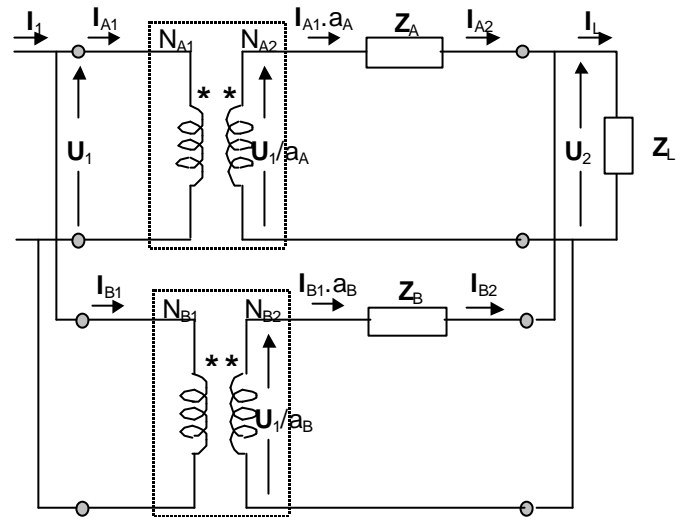 I1 IA1 NA1 NA2 IA1.aA ZA IA2 IL
* *
U1 U1/aA U2 ZL
IB1 NB1 NB2 IB1.aB ZB IB2
* *
U1/aB